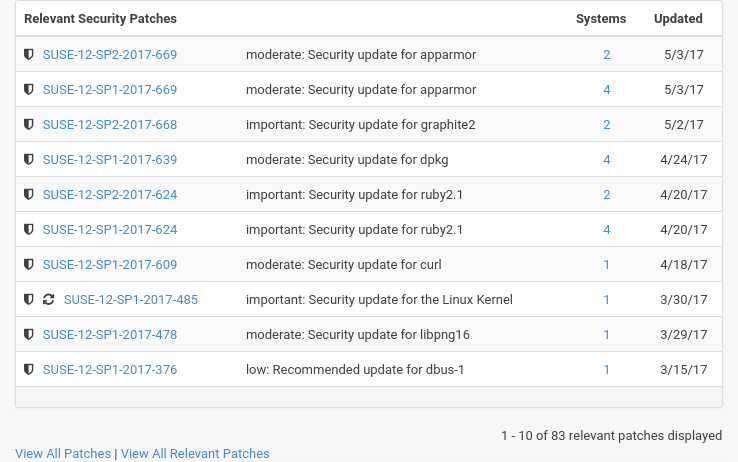 Relevant Security Patches Systems Updated
SUSE-12-SP2-2017-669 moderate: Security update for apparmor 2 5/3/17
SUSE-12-SP1-2017-669 moderate: Security update for apparmor 4 5/3/17
SUSE-12-SP2-2017-668 important: Security update for graphite2 2 5/2/17
SUSE-12-SP1-2017-639 moderate: Security update for dpkg 4 4/24/17
SUSE-12-SP2-2017-624 important: Security update for ruby2.1 2 4/20/17
SUSE-12-SP1-2017-624 important: Security update for ruby2.1 4 4/20/17
SUSE-12-SP1-2017-609 moderate: Security update for curl 1 4/18/17
SUSE-12-SP1-2017-485 important: Security update for the Linux Kernel 1 3/30/17
SUSE-12-SP1-2017-478 moderate: Security update for libpng16 1 3/29/17
SUSE-12-SP1-2017-376 low: Recommended update for dbus-1 1 3/15/17
1 - 10 of 83 relevant patches displayed
View All Patches | View All Relevant Patches